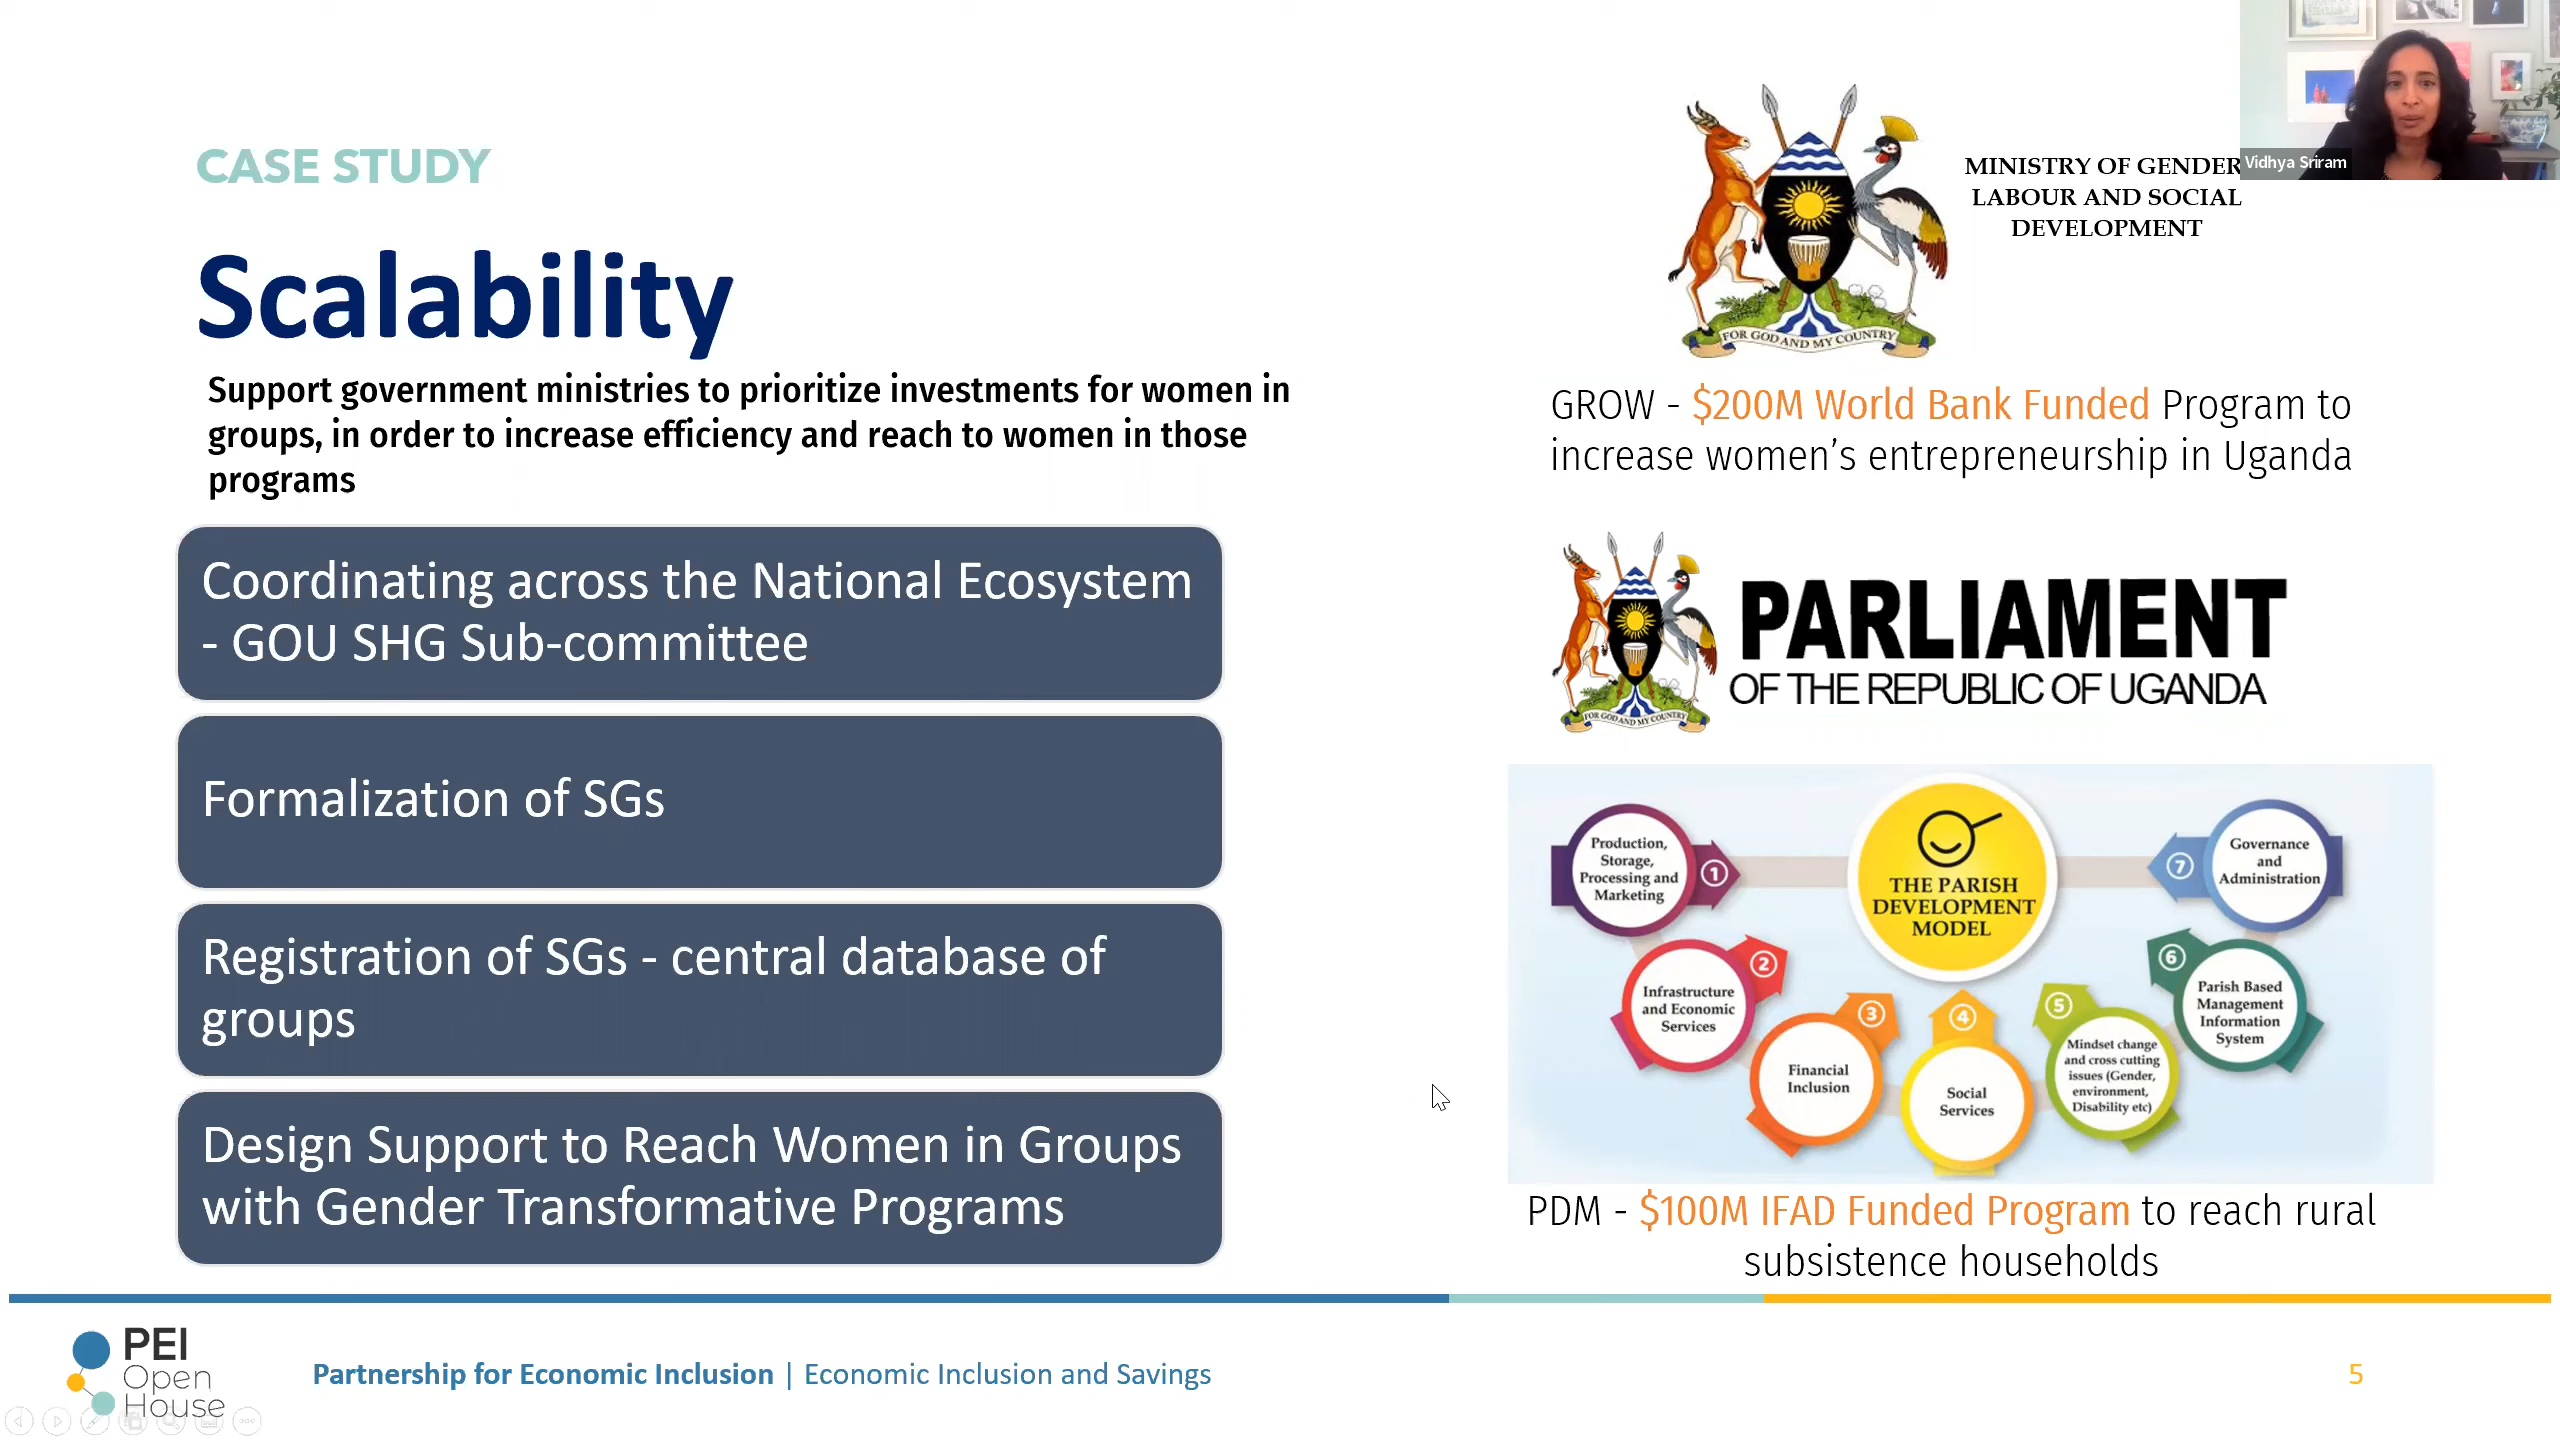 CASE STUDY
Scalability
Support government ministries to prioritize investments for women in
groups, in order to increase efficiency and reach to women in those
programs
Coordinating across the National Ecosystem
- GOU SHG Sub-committee
Formalization of SGs
Registration of SGs - central database of
groups
Design Support to Reach Women in Groups
with Gender Transformative Programs
FOR GOD AND MY COUNTRY
MINISTRY OF GENDER
LABOUR AND SOCIAL
DEVELOPMENT
Vidhya Sriram
GROW - $200M World Bank Funded Program to
increase women's entrepreneurship in Uganda
FOR GOD AND MY COUNTRY
PARLIAMENT
OF THE REPUBLIC OF UGANDA
THE PARISH
DEVELOPMENT
MODEL
Production,
Storage,
Processing and
Marketing
1
Infrastructure
and Economic
Services
2
Financial
Inclusion
3
Social
Services
4
Mindset change
and cross cutting
issues (Gender,
environment,
Disability etc)
5
Parish Based
Management
Information
System
6
Governance
and
Administration
7
PDM - $100M IFAD Funded Program to reach rural
subsistence households
PEI
Open
House
Partnership for Economic Inclusion | Economic Inclusion and Savings
5